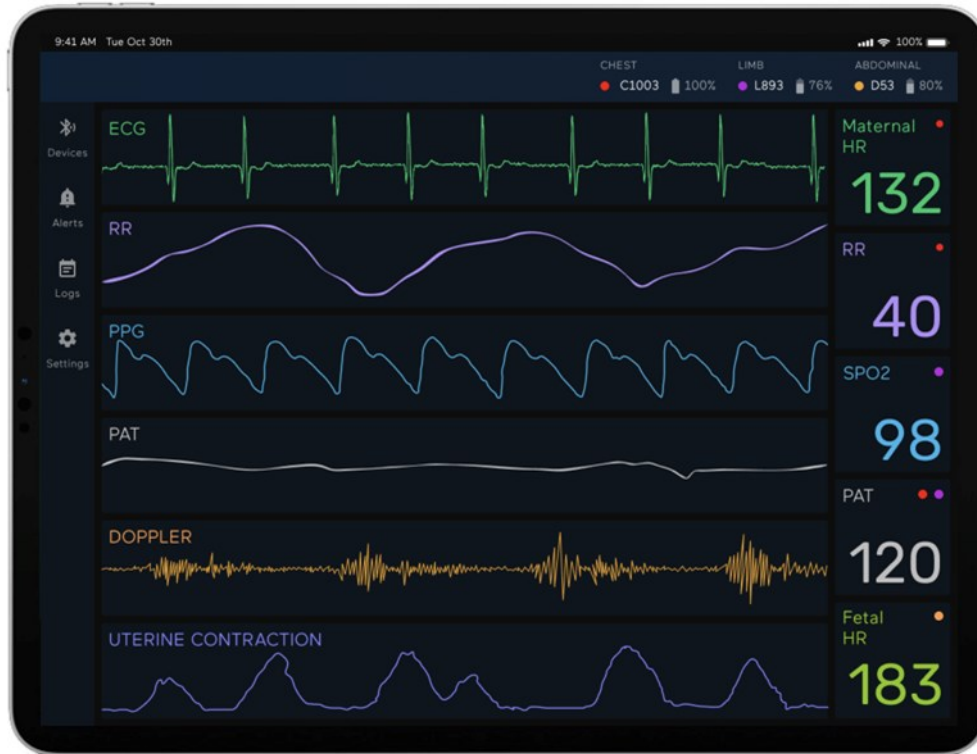 9:41 AM Tue Oct 30th 100%
CHEST LIMB ABDOMINAL
C1003 100% L893 76% D53 80%
Devices
Alerts
Logs
Settings
ECG
RR
PPG
PAT
DOPPLER
UTERINE CONTRACTION
Maternal
HR
132
RR
40
SPO2
98
PAT
120
Fetal
HR
183